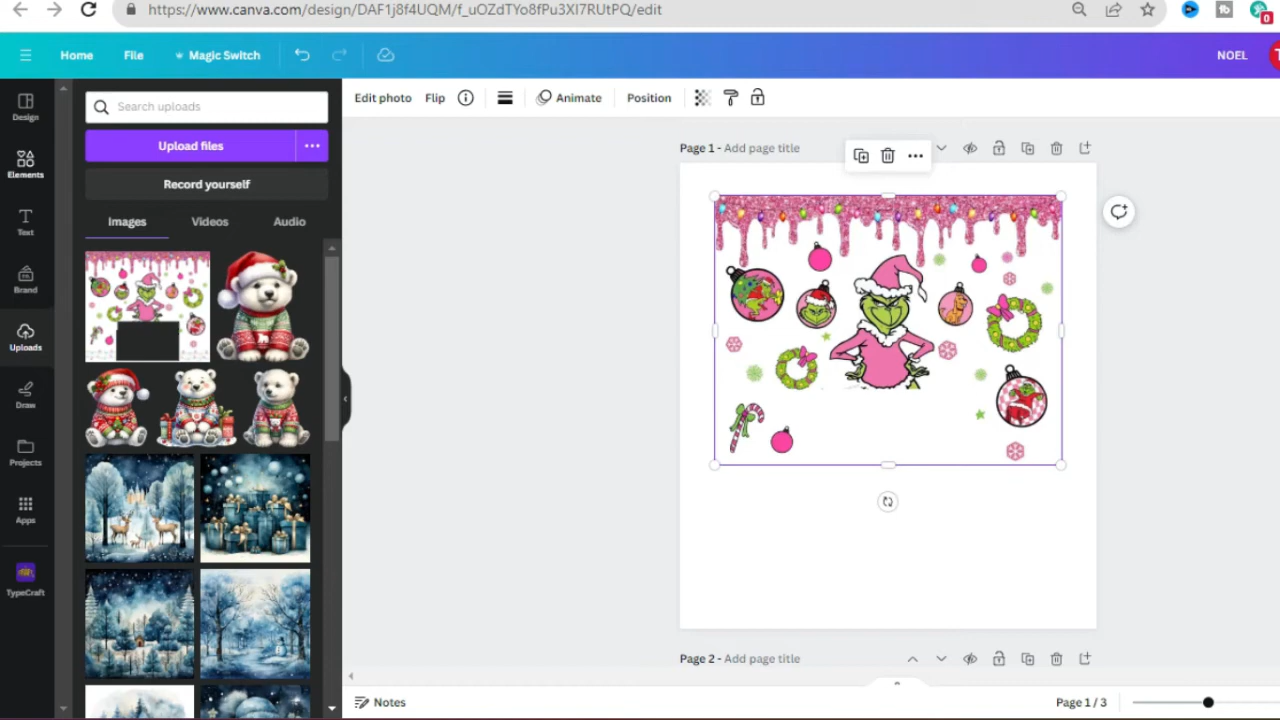 https://www.canva.com/design/DAF1j8f4UQM/f_uOZdTYo8fPu3XI7RUtPQ/edit
0
Home
File
Magic Switch
NOEL
Design
Elements
Text
Brand
Uploads
Draw
Projects
Apps
TypeCraft
Search uploads
Upload files
Record yourself
Images
Videos
Audio
Edit photo
Flip
Animate
Position
Page 1 - Add page title
Page 2 - Add page title
Notes
Page 1 / 3